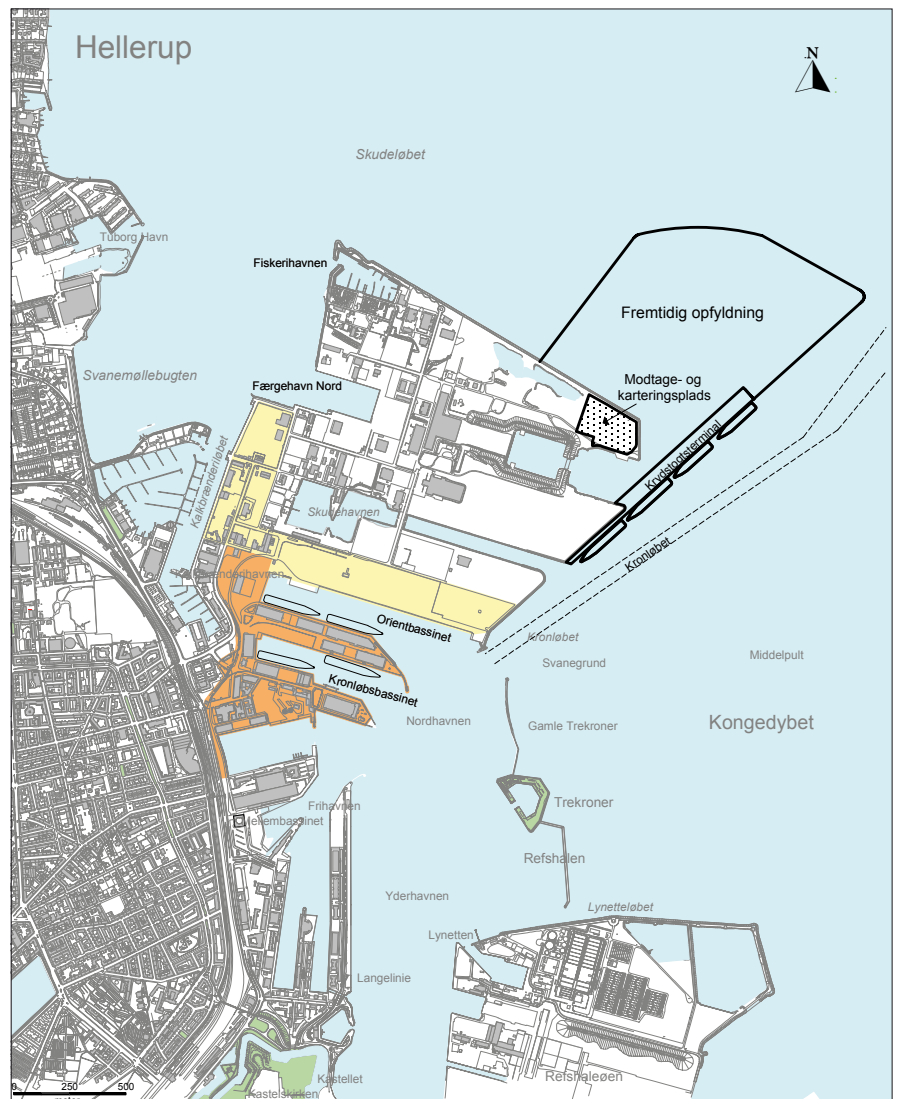 Hellerup
N
Skudeløbet
Tuborg Havn
Fiskerihavnen
Fremtidig opfyldning
Svanemøllebugten
Færgehavn Nord
Modtage- og
karteringsplads
Krydstogtsterminal
Kalkbrænderiløbet
Skudehavnen
Kronløbet
Orientbassinet
Kronløbet
Svanegrund
Middelpult
Kronløbsbassinet
Nordhavnen
Gamle Trekroner
Kongedybet
Trekroner
Frihavnen
Mellembassinet
Refshalen
Yderhavnen
Lynetteløbet
Lynetten
Langelinie
Refshaleøen
Kastellet
Kastelskirken
0 250 500